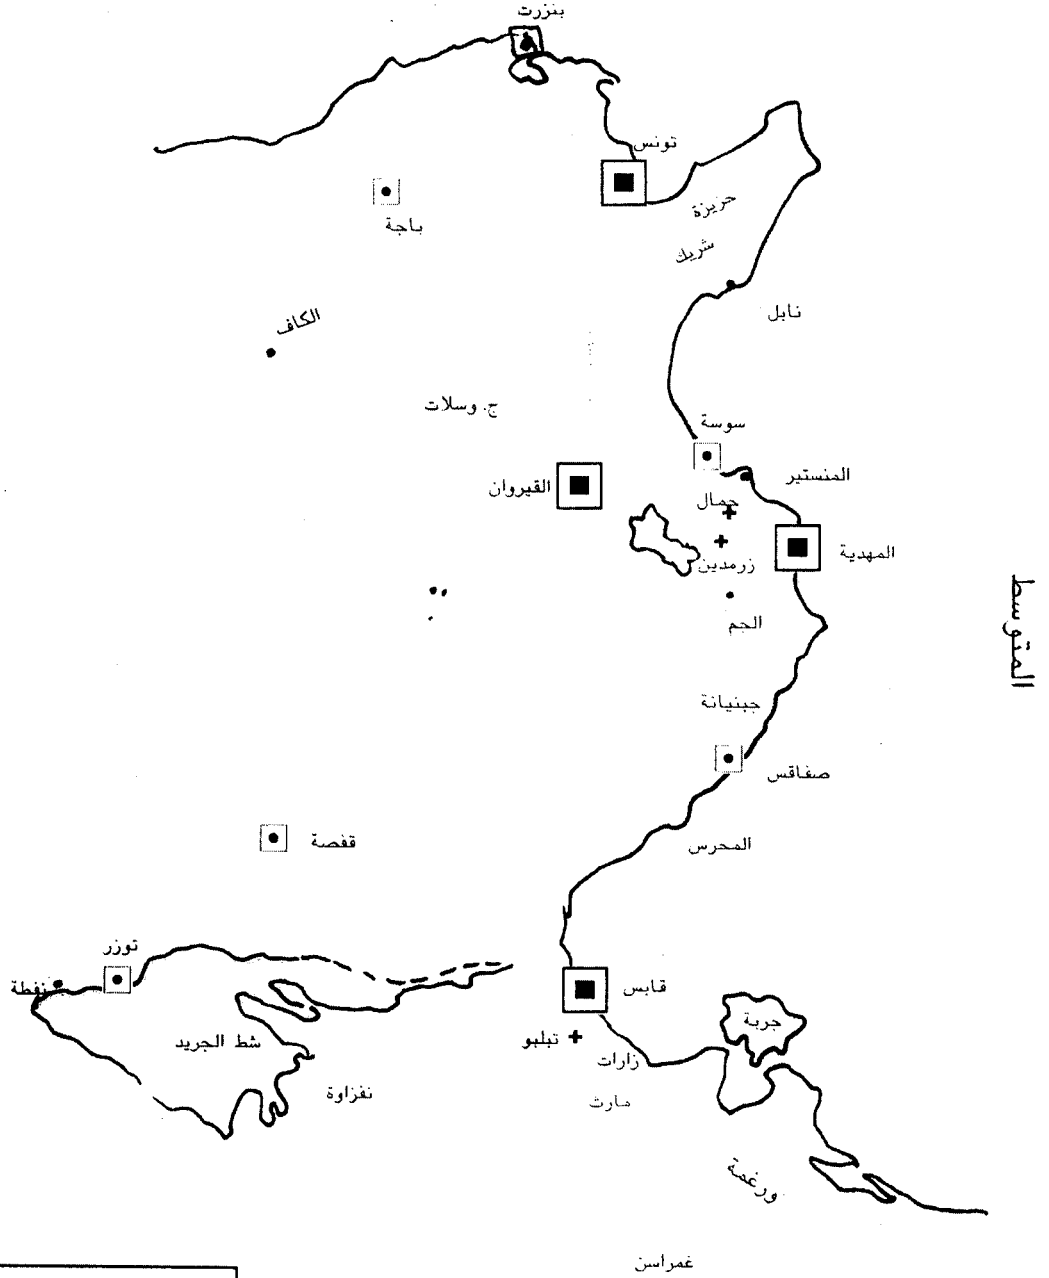 بنزرت
تونس
باجة
حزيزة
شريك
نابل
الكاف
ج. وسلات
سوسة
المنستير
القيروان
جمال
المهدية
زرمدين
الجم
المتوسط
جبنيانة
صفاقس
قفصة
المحرس
توزر
نفطة
قابس
جربة
شط الجريد
تبلبو
زارات
نفزاوة
مارث
ورغمة
غمراسن